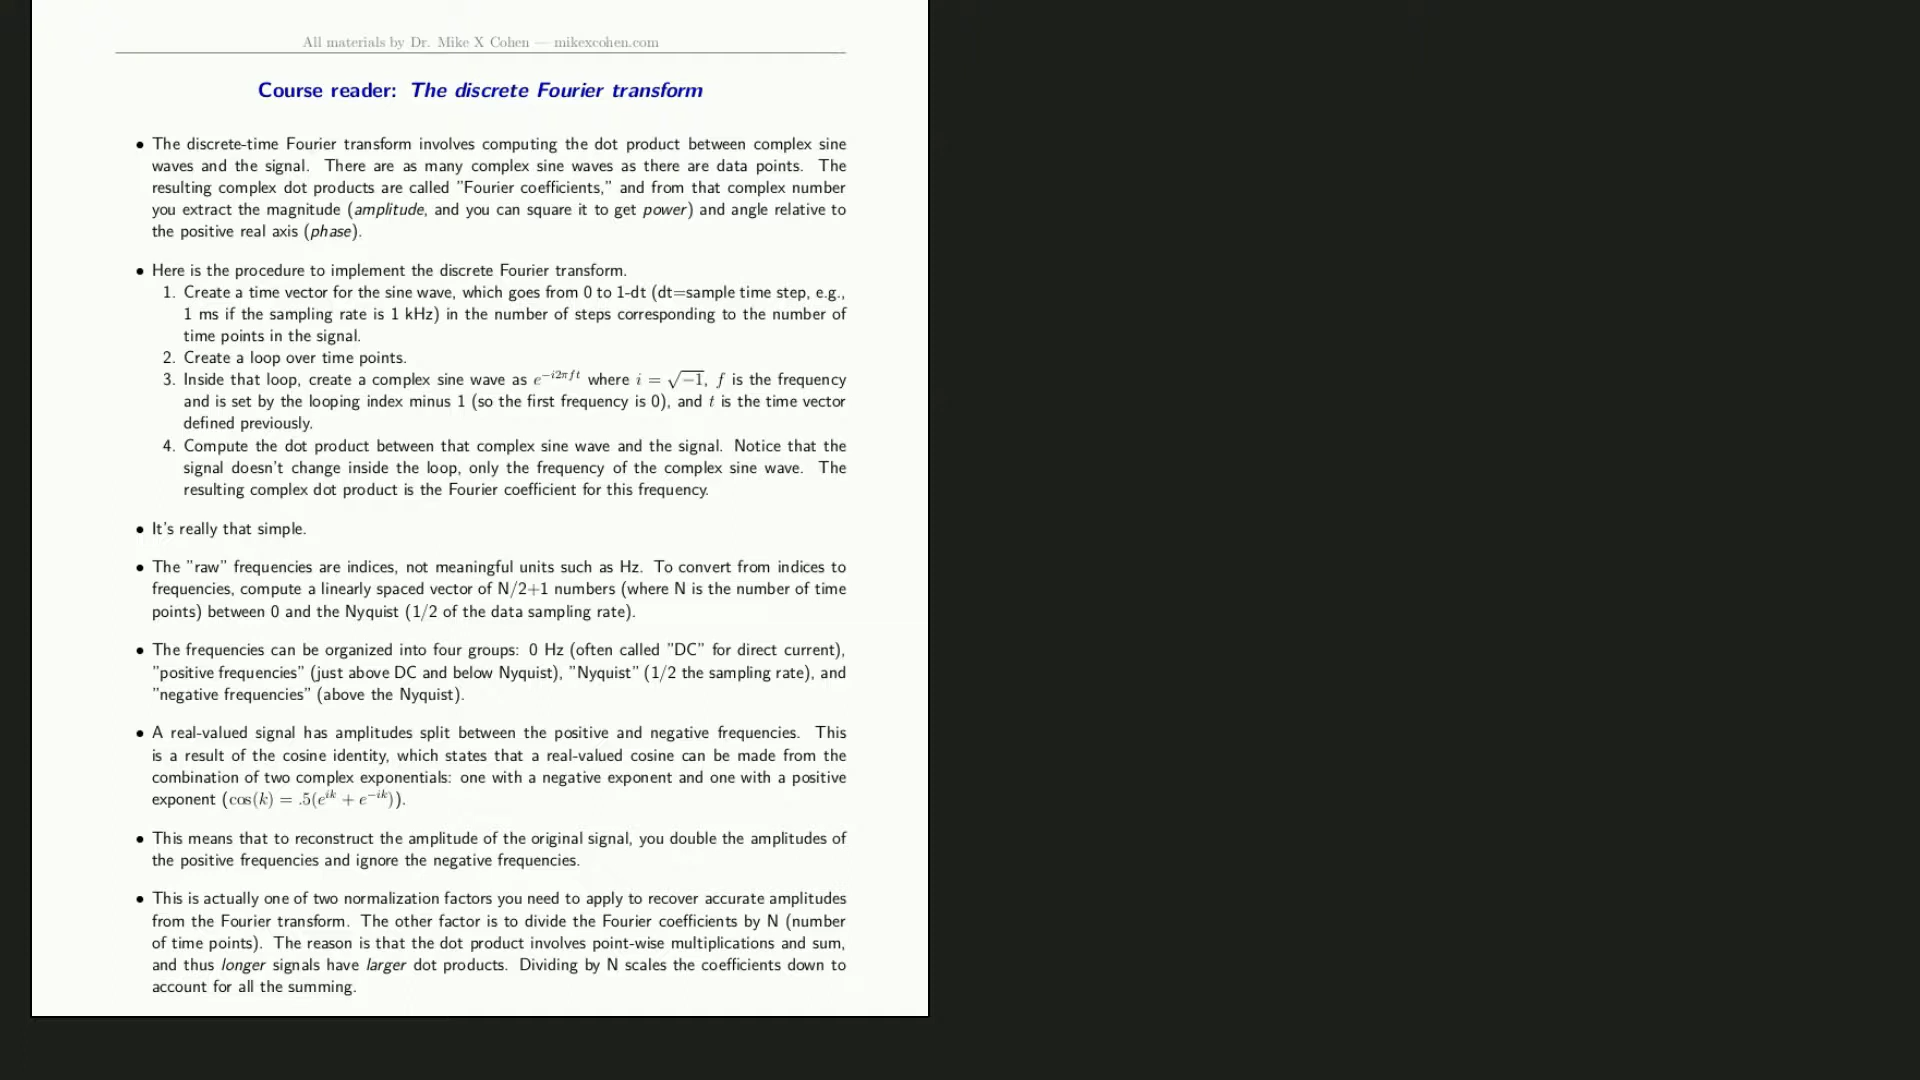 All materials by Dr. Mike X Cohen — mikexcohen.com
Course reader: The discrete Fourier transform
• The discrete-time Fourier transform involves computing the dot product between complex sine
waves and the signal. There are as many complex sine waves as there are data points. The
resulting complex dot products are called ”Fourier coefficients,” and from that complex number
you extract the magnitude (amplitude, and you can square it to get power) and angle relative to
the positive real axis (phase).
• Here is the procedure to implement the discrete Fourier transform.
1. Create a time vector for the sine wave, which goes from 0 to 1-dt (dt=sample time step, e.g.,
1 ms if the sampling rate is 1 kHz) in the number of steps corresponding to the number of
time points in the signal.
2. Create a loop over time points.
3. Inside that loop, create a complex sine wave as e^{−i2πft} where i = √−1, f is the frequency
and is set by the looping index minus 1 (so the first frequency is 0), and t is the time vector
defined previously.
4. Compute the dot product between that complex sine wave and the signal. Notice that the
signal doesn't change inside the loop, only the frequency of the complex sine wave. The
resulting complex dot product is the Fourier coefficient for this frequency.
• It's really that simple.
• The ”raw” frequencies are indices, not meaningful units such as Hz. To convert from indices to
frequencies, compute a linearly spaced vector of N/2+1 numbers (where N is the number of time
points) between 0 and the Nyquist (1/2 of the data sampling rate).
• The frequencies can be organized into four groups: 0 Hz (often called ”DC” for direct current),
”positive frequencies” (just above DC and below Nyquist), ”Nyquist” (1/2 the sampling rate), and
”negative frequencies” (above the Nyquist).
• A real-valued signal has amplitudes split between the positive and negative frequencies. This
is a result of the cosine identity, which states that a real-valued cosine can be made from the
combination of two complex exponentials: one with a negative exponent and one with a positive
exponent (cos(k) = .5(e^{ik} + e^{−ik})).
• This means that to reconstruct the amplitude of the original signal, you double the amplitudes of
the positive frequencies and ignore the negative frequencies.
• This is actually one of two normalization factors you need to apply to recover accurate amplitudes
from the Fourier transform. The other factor is to divide the Fourier coefficients by N (number
of time points). The reason is that the dot product involves point-wise multiplications and sum,
and thus longer signals have larger dot products. Dividing by N scales the coefficients down to
account for all the summing.